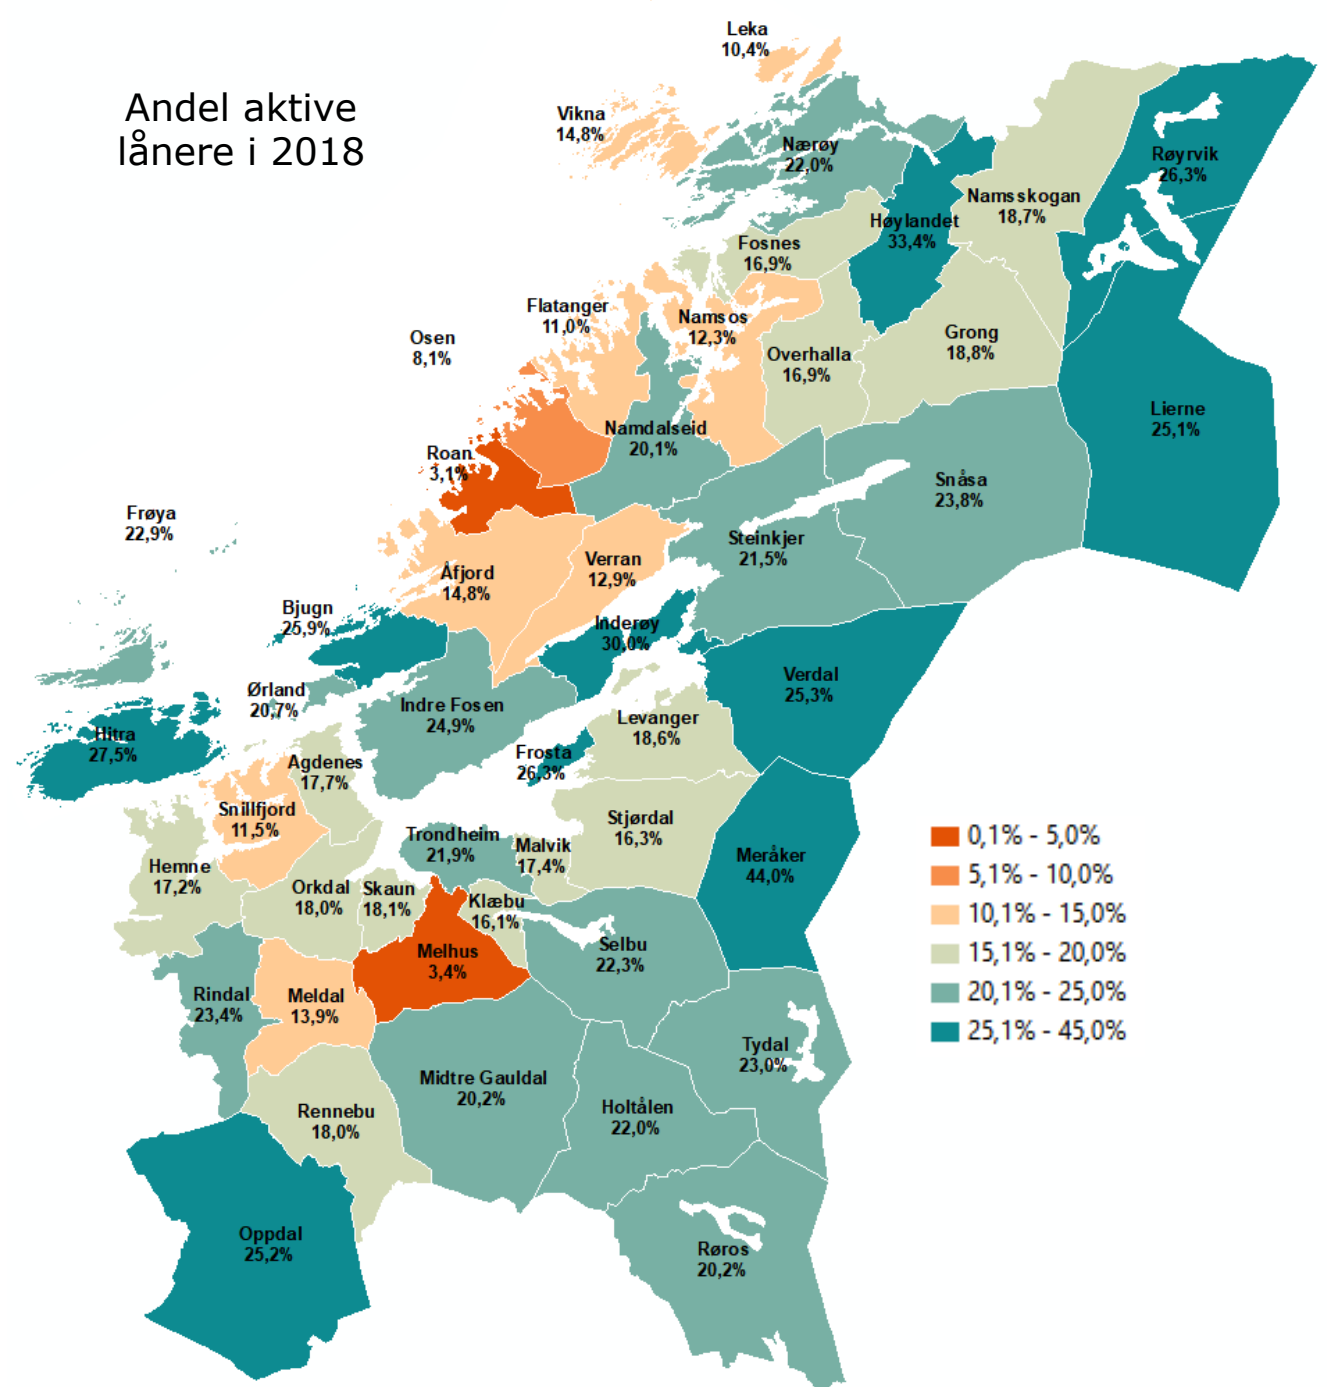 Andel aktive
lånere i 2018
Leka
10,4%
Vikna
14,8%
Nærøy
22,0%
Røyrvik
26,3%
Namsskogan
18,7%
Høylandet
33,4%
Fosnes
16,9%
Flatanger
11,0%
Namsos
12,3%
Osen
8,1%
Overhalla
16,9%
Grong
18,8%
Lierne
25,1%
Namdalseid
20,1%
Roan
3,1%
Snåsa
23,8%
Frøya
22,9%
Steinkjer
21,5%
Verran
12,9%
Åfjord
14,8%
Bjugn
25,9%
Inderøy
30,0%
Verdal
25,3%
Ørland
20,7%
Indre Fosen
24,9%
Levanger
18,6%
Hitra
27,5%
Frosta
26,3%
Agdenes
17,7%
Snillfjord
11,5%
Stjørdal
16,3%
Trondheim
21,9%
Malvik
17,4%
Meråker
44,0%
Hemne
17,2%
Orkdal
18,0%
Skaun
18,1%
Klæbu
16,1%
Melhus
3,4%
Selbu
22,3%
Rindal
23,4%
Meldal
13,9%
Tydal
23,0%
Midtre Gauldal
20,2%
Holtålen
22,0%
Rennebu
18,0%
Oppdal
25,2%
Røros
20,2%
0,1% - 5,0%
5,1% - 10,0%
10,1% - 15,0%
15,1% - 20,0%
20,1% - 25,0%
25,1% - 45,0%